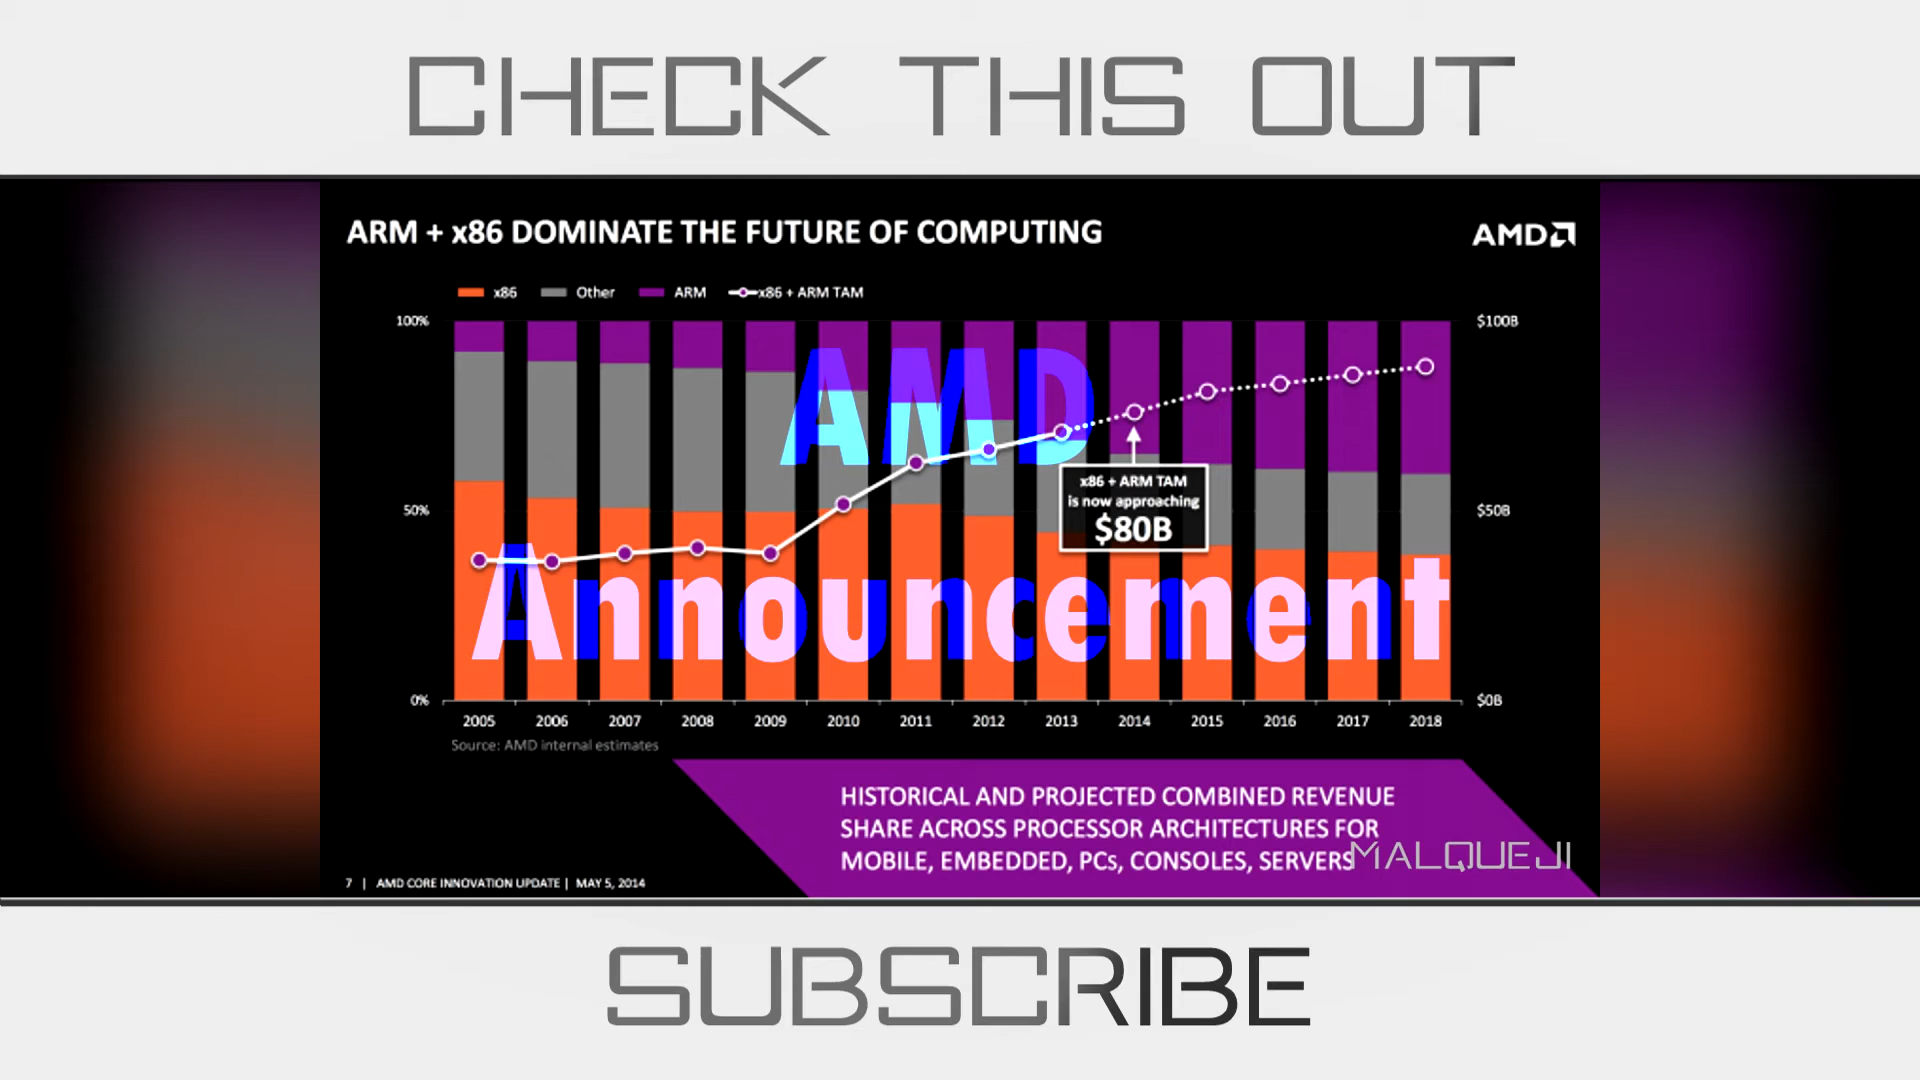 CHECK THIS OUT
ARM + x86 DOMINATE THE FUTURE OF COMPUTING
AMD
x86 Other ARM x86 + ARM TAM
100% $100B
AMD
x86 + ARM TAM
is now approaching
$80B
50% $50B
Announcement
0% $0B
2005 2006 2007 2008 2009 2010 2011 2012 2013 2014 2015 2016 2017 2018
Source: AMD internal estimates
HISTORICAL AND PROJECTED COMBINED REVENUE
SHARE ACROSS PROCESSOR ARCHITECTURES FOR
MOBILE, EMBEDDED, PCs, CONSOLES, SERVERS
MALQUEJI
7 | AMD CORE INNOVATION UPDATE | MAY 5, 2014
SUBSCRIBE